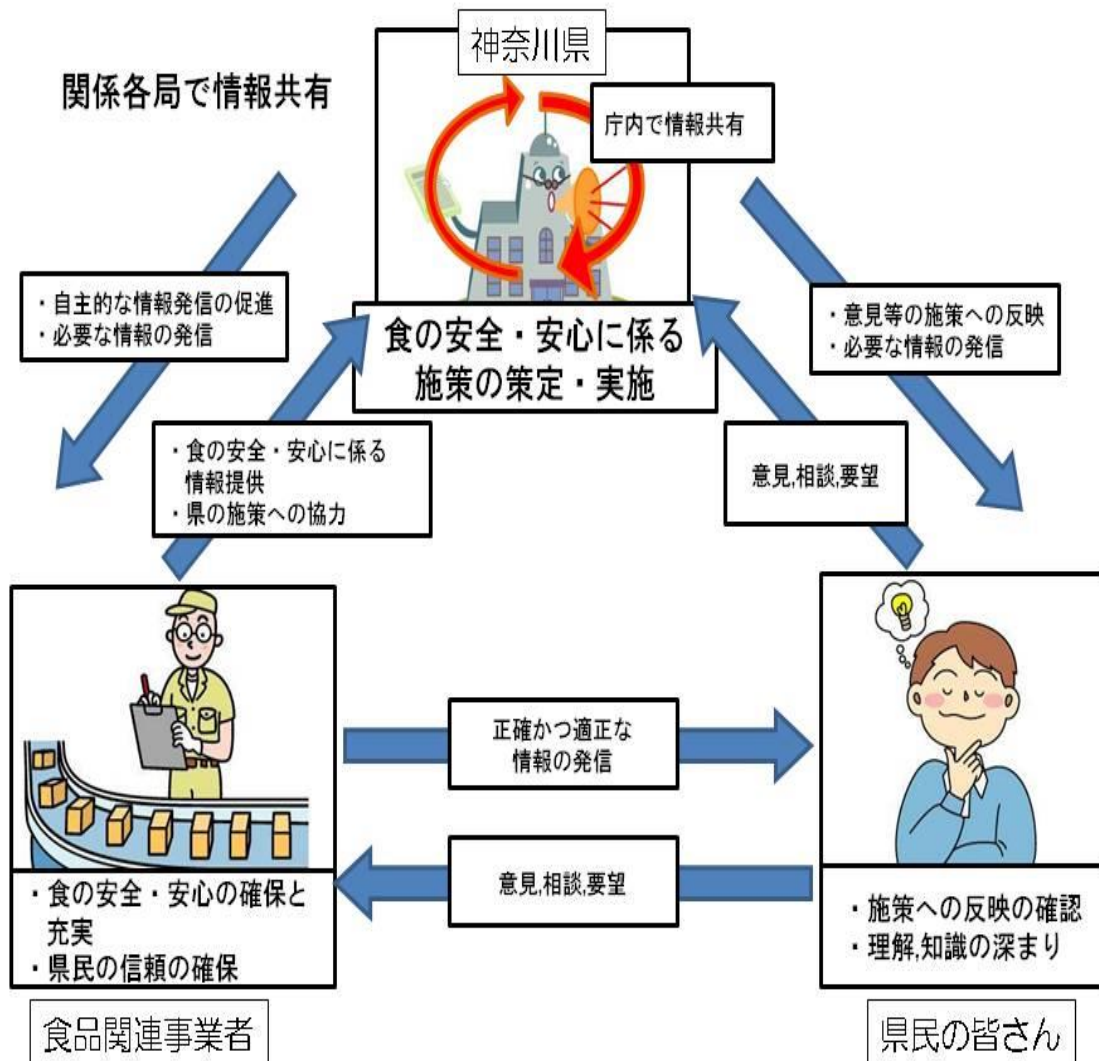 神奈川県
関係各局で情報共有
庁内で情報共有
・自主的な情報発信の促進
・必要な情報の発信
・意見等の施策への反映
・必要な情報の発信
食の安全・安心に係る
施策の策定・実施
・食の安全・安心に係る
情報提供
・県の施策への協力
意見,相談,要望
正確かつ適正な
情報の発信
意見,相談,要望
・食の安全・安心の確保と
充実
・県民の信頼の確保
・施策への反映の確認
・理解,知識の深まり
食品関連事業者
県民の皆さん